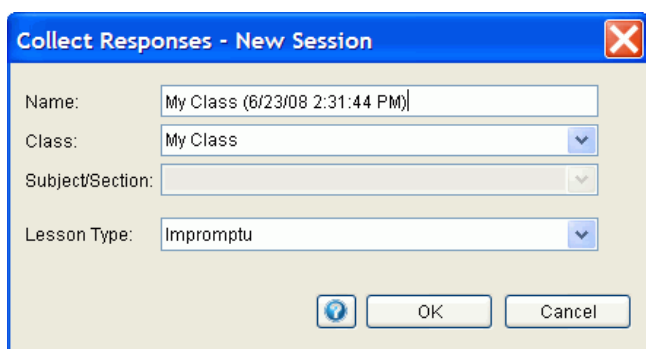 Collect Responses - New Session
Name: My Class (6/23/08 2:31:44 PM)
Class: My Class
Subject/Section:
Lesson Type: Impromptu
? OK Cancel